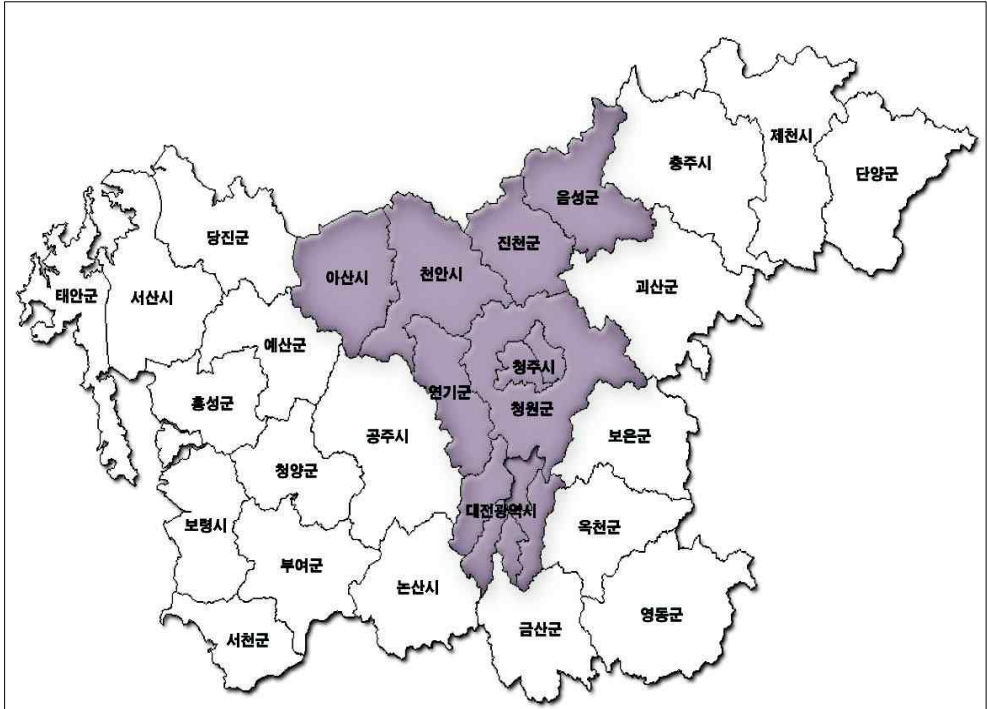 제천시
충주시
단양군
음성군
당진군
진천군
아산시
천안시
괴산군
태안군
서산시
예산군
청주시
연기군
홍성군
청원군
공주시
보은군
청양군
대전광역시
보령시
옥천군
부여군
논산시
영동군
금산군
서천군